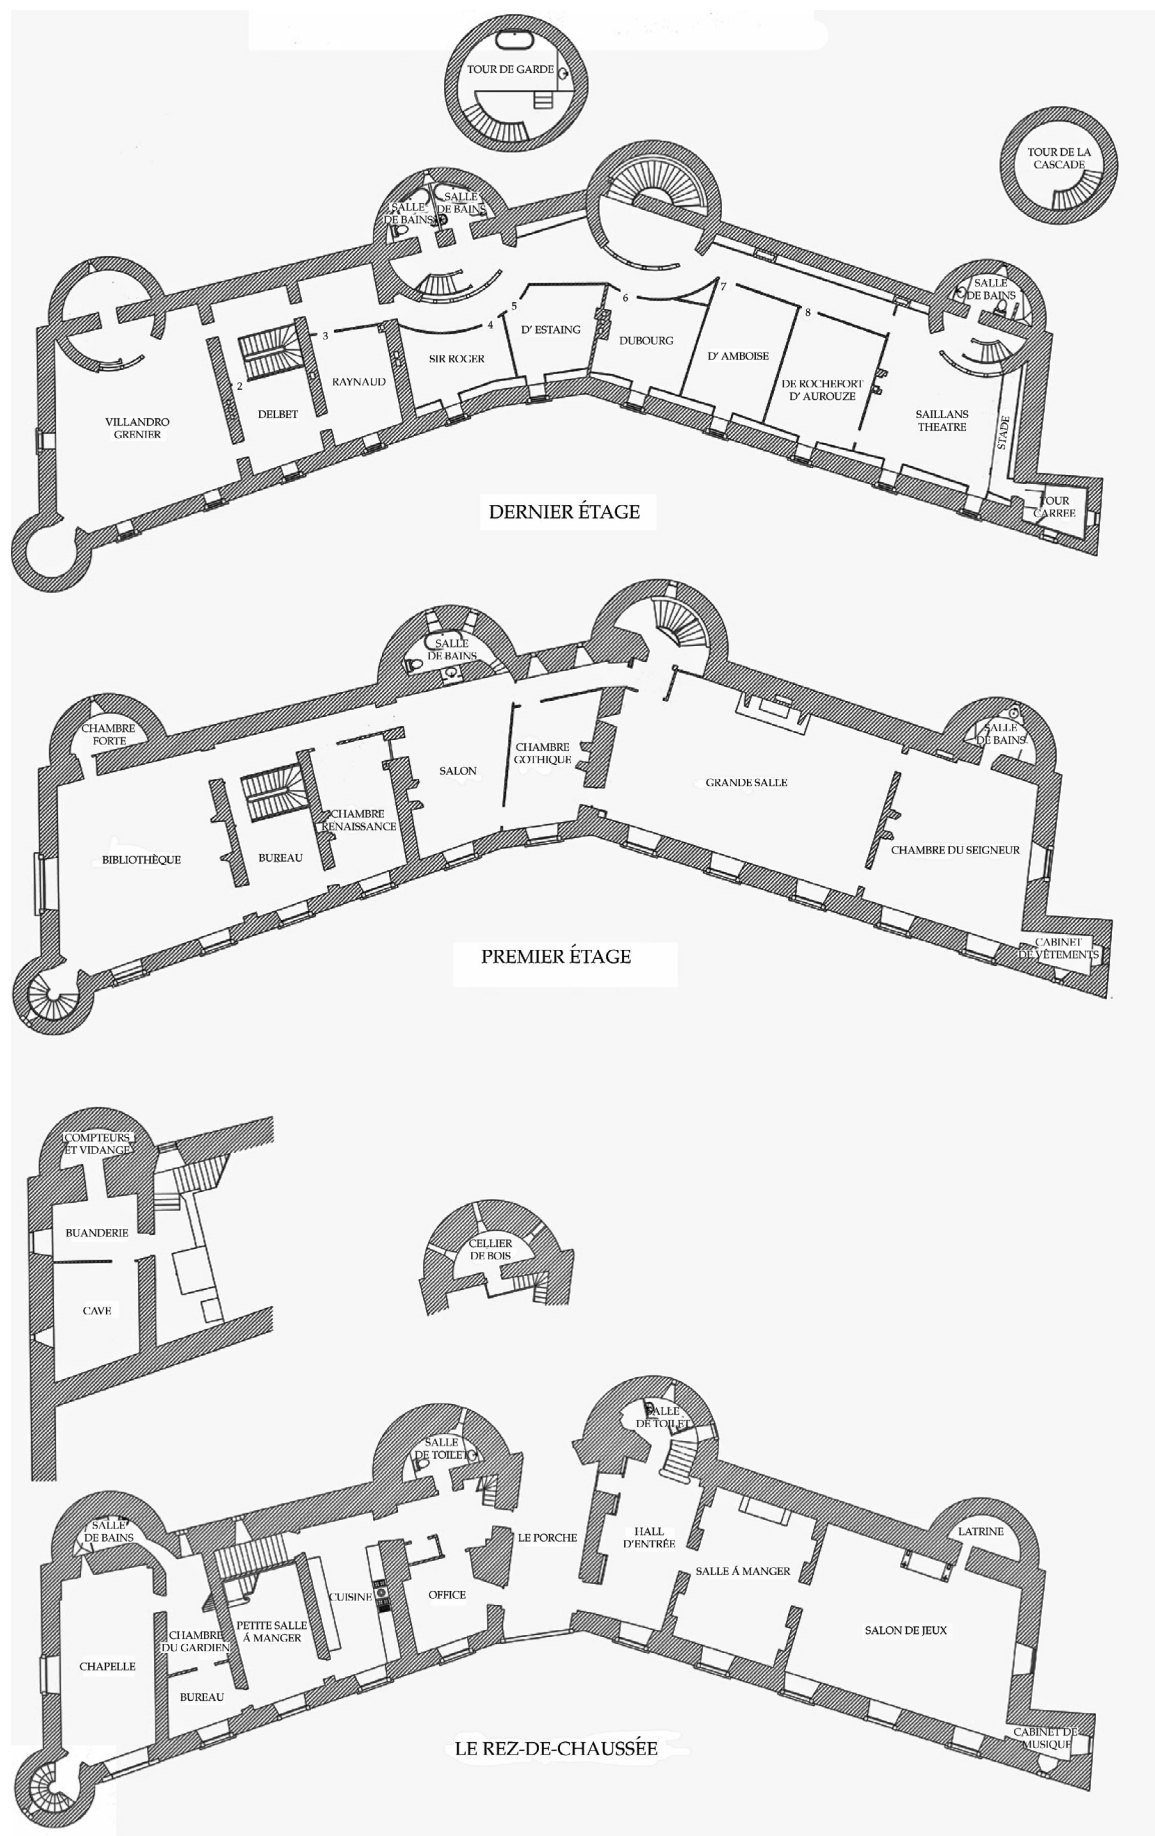 TOUR DE GARDE
TOUR DE LA
CASCADE
SALLE
DE BAINS
SALLE
DE BAINS
SALLE
DE BAINS
5
6
7
8
4
3
2
D' ESTAING
DUBOURG
SIR ROGER
D' AMBOISE
RAYNAUD
DE ROCHEFORT
D' AUROUZE
DELBET
VILLANDRO
GRENIER
SAILLANS
THEATRE
STADE
TOUR
CARREE
DERNIER ÉTAGE
SALLE
DE BAINS
CHAMBRE
FORTE
SALLE
DE BAINS
CHAMBRE
GOTHIQUE
SALON
GRANDE SALLE
CHAMBRE
RENAISSANCE
BIBLIOTHÈQUE
BUREAU
CHAMBRE DU SEIGNEUR
CABINET
DE VÊTEMENTS
PREMIER ÉTAGE
COMPTEURS
ET VIDANGE
BUANDERIE
CAVE
CELLIER
DE BOIS
SALLE
DE TOILET
SALLE
DE TOILET
SALLE
DE BAINS
LE PORCHE
HALL
D'ENTRÉE
LATRINE
SALLE Á MANGER
CUISINE
OFFICE
PETITE SALLE
Á MANGER
CHAMBRE
DU GARDIEN
SALON DE JEUX
CHAPELLE
BUREAU
CABINET DE
MUSIQUE
LE REZ-DE-CHAUSSÉE